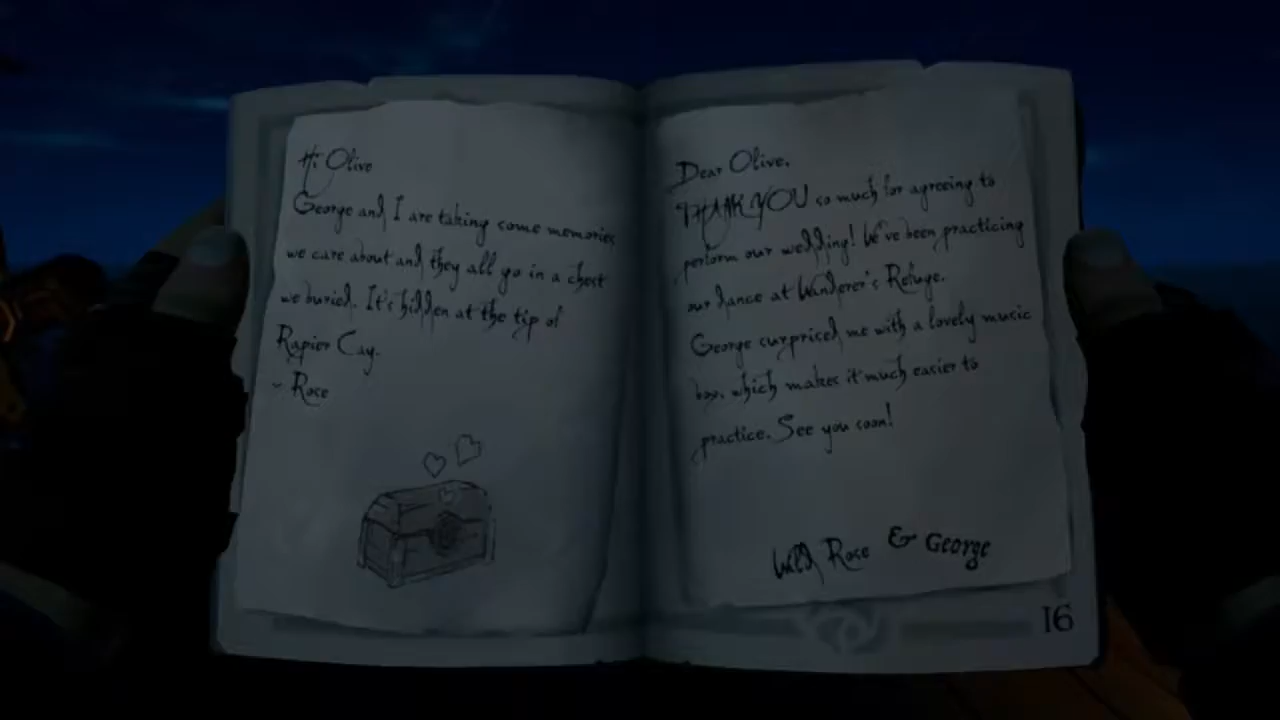 Hi Olive
George and I are taking some memories
we care about and they all go in a chest
we buried. It's hidden at the tip of
Rapier Cay.
~ Rose
Dear Olive.
THANK YOU so much for agreeing to
perform our wedding! We've been practicing
our dance at Wanderer's Refuge.
George surprised me with a lovely music
box, which makes it much easier to
practice. See you soon!
Wild Rose & George
16